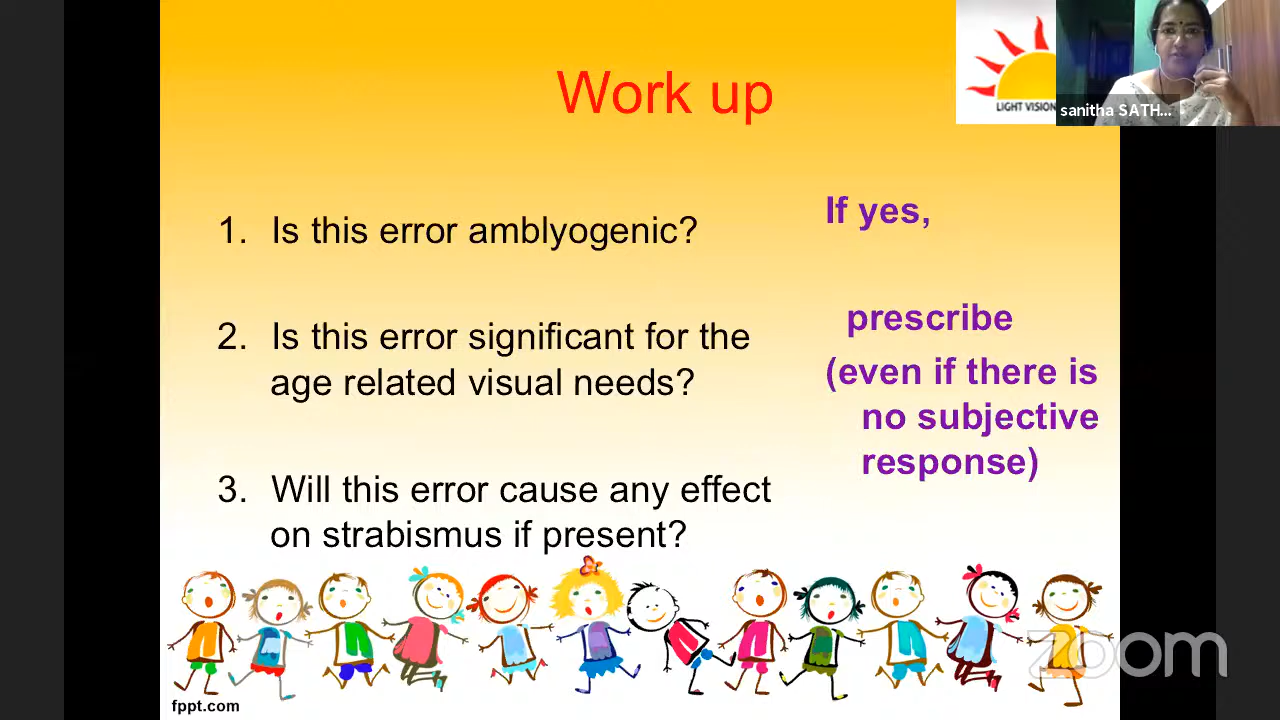 Work up
LIGHT VISION
sanitha SATH...
1. Is this error amblyogenic?
2. Is this error significant for the
age related visual needs?
3. Will this error cause any effect
on strabismus if present?
If yes,
prescribe
(even if there is
no subjective
response)
zoom
fppt.com